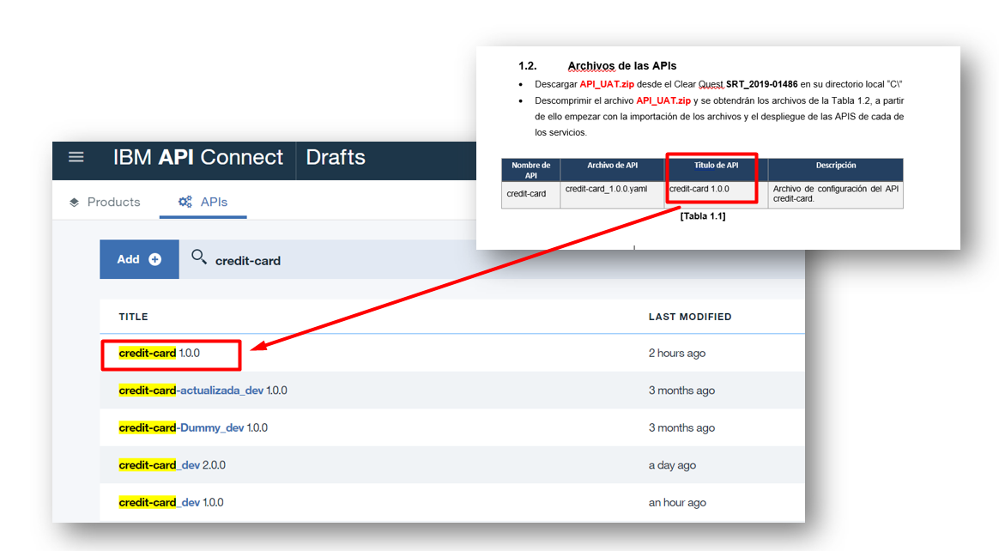 1.2. Archivos de las APIs
• Descargar API_UAT.zip desde el Clear Quest SRT_2019-01486 en su directorio local "C\"
• Descomprimir el archivo API_UAT.zip y se obtendrán los archivos de la Tabla 1.2, a partir
de ello empezar con la importación de los archivos y el despliegue de las APIS de cada de
los servicios.
Nombre de API Archivo de API Titulo de API Descripción
credit-card credit-card_1.0.0.yaml credit-card 1.0.0 Archivo de configuración del API credit-card.
[Tabla 1.1]
IBM API Connect Drafts
Products APIs
Add credit-card
TITLE LAST MODIFIED
credit-card 1.0.0 2 hours ago
credit-card-actualizada_dev 1.0.0 3 months ago
credit-card-Dummy_dev 1.0.0 3 months ago
credit-card_dev 2.0.0 a day ago
credit-card_dev 1.0.0 an hour ago